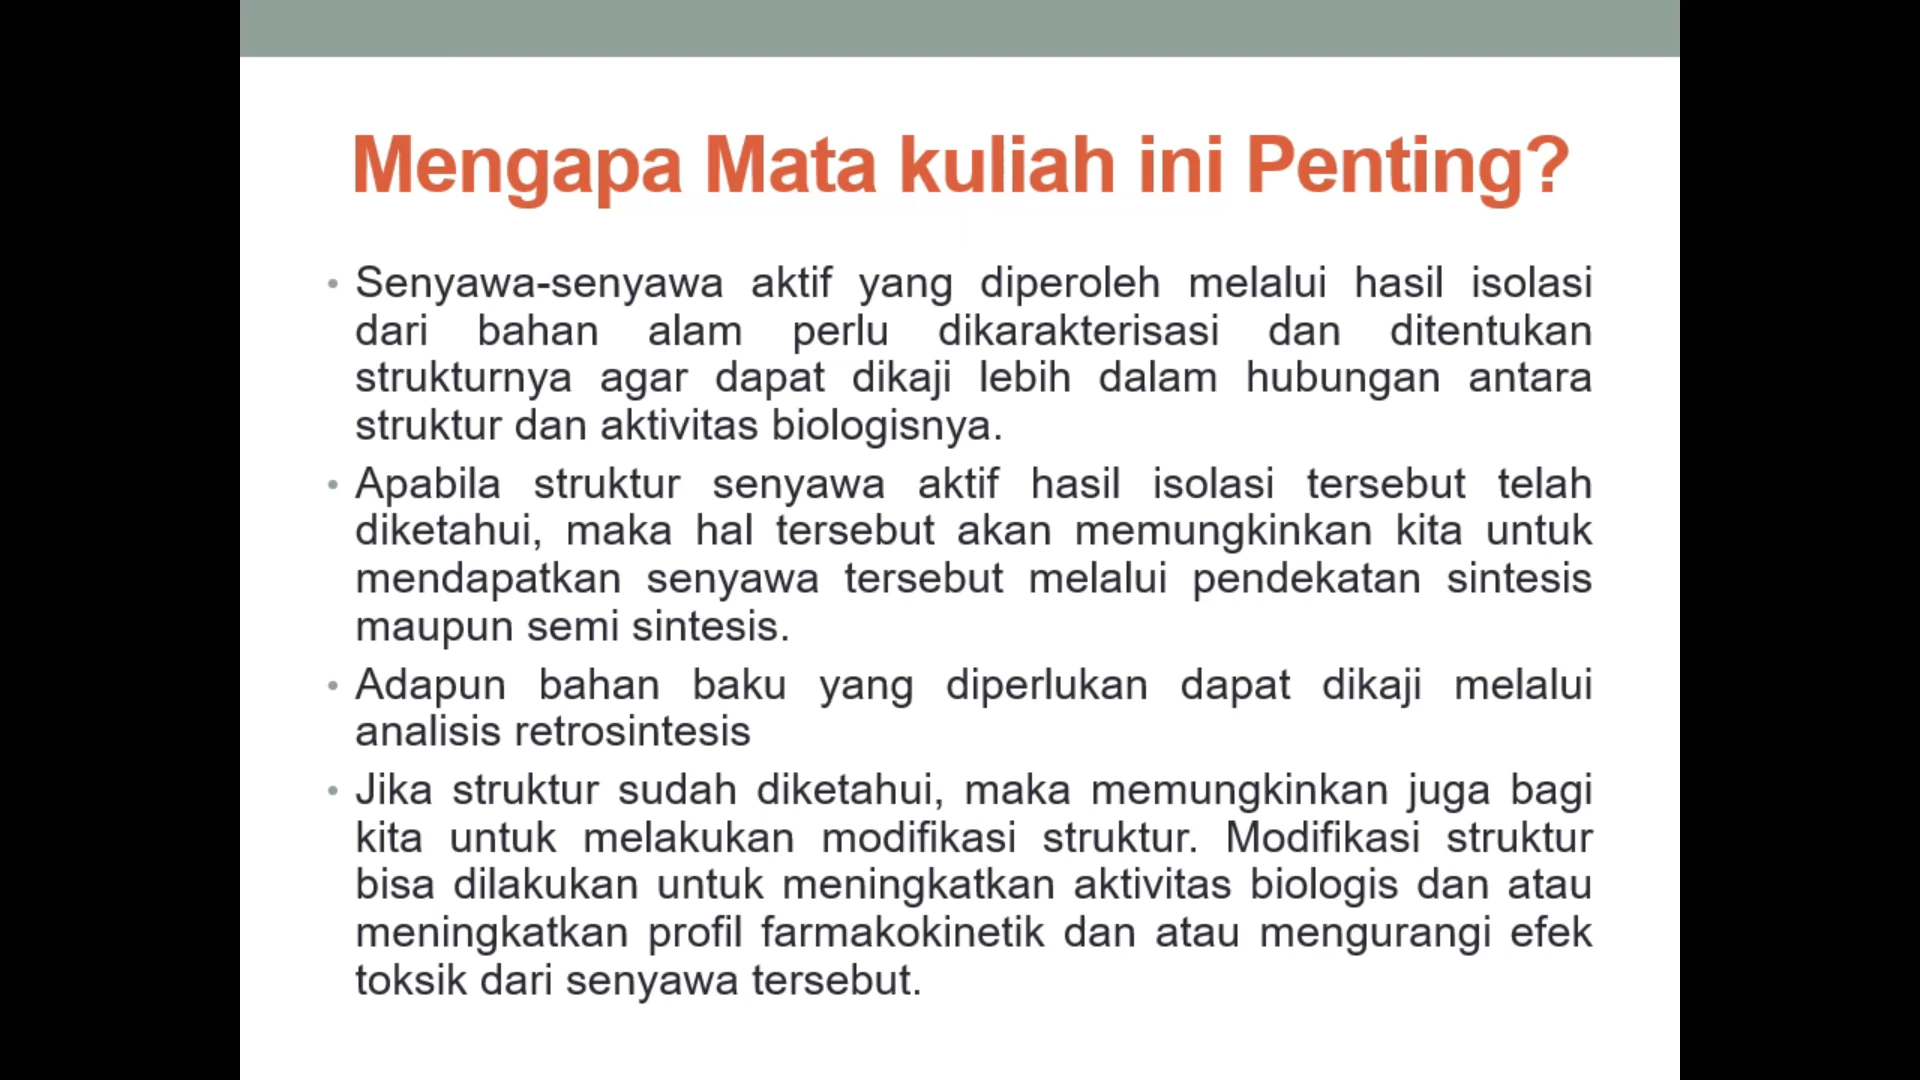 Mengapa Mata kuliah ini Penting?
• Senyawa-senyawa aktif yang diperoleh melalui hasil isolasi
dari bahan alam perlu dikarakterisasi dan ditentukan
strukturnya agar dapat dikaji lebih dalam hubungan antara
struktur dan aktivitas biologisnya.
• Apabila struktur senyawa aktif hasil isolasi tersebut telah
diketahui, maka hal tersebut akan memungkinkan kita untuk
mendapatkan senyawa tersebut melalui pendekatan sintesis
maupun semi sintesis.
• Adapun bahan baku yang diperlukan dapat dikaji melalui
analisis retrosintesis
• Jika struktur sudah diketahui, maka memungkinkan juga bagi
kita untuk melakukan modifikasi struktur. Modifikasi struktur
bisa dilakukan untuk meningkatkan aktivitas biologis dan atau
meningkatkan profil farmakokinetik dan atau mengurangi efek
toksik dari senyawa tersebut.